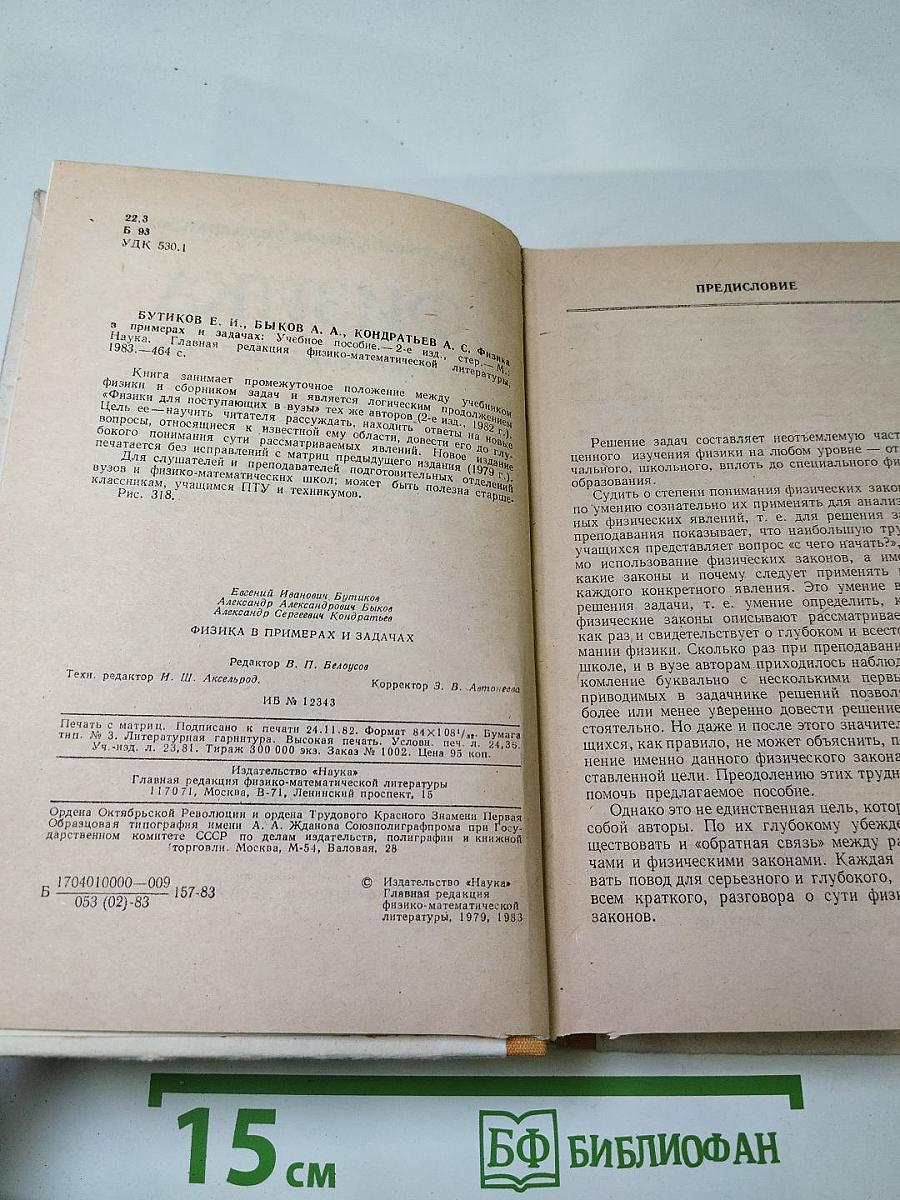 22.3
Б 93
УДК 530.1
БУТИКОВ Е. И., БЫКОВ А. А., КОНДРАТЬЕВ А. С. Физика
в примерах и задачах: Учебное пособие.— 2-е изд., стер.— М.:
Наука. Главная редакция физико-математической литературы,
1983.—464 с.
Книга занимает промежуточное положение между учебником
физики и сборником задач и является логическим продолжением
«Физики для поступающих в вузы» тех же авторов (2-е изд., 1982 г.).
Цель ее—научить читателя рассуждать, находить ответы на новые
вопросы, относящиеся к известной ему области, довести его до глу-
бокого понимания сути рассматриваемых явлений. Новое издание
печатается без исправлений с матриц предыдущего издания (1979 г.).
Для слушателей и преподавателей подготовительных отделений
вузов и физико-математических школ; может быть полезна старше-
классникам, учащимся ПТУ и техникумов.
Рис. 318.
Евгений Иванович Бутиков
Александр Александрович Быков
Александр Сергеевич Кондратьев
ФИЗИКА В ПРИМЕРАХ И ЗАДАЧАХ
Редактор В. П. Белоусов
Техн. редактор И. Ш. Аксельрод.
Корректор З. В. Автонеева
ИБ № 12343
Печать с матриц. Подписано к печати 24.11.82. Формат 84×108¹/₃₂. Бумага
тип. № 3. Литературная гарнитура. Высокая печать. Условн. печ. л. 24,36.
Уч.-изд. л. 23,81. Тираж 300 000 экз. Заказ № 1002. Цена 95 коп.
Издательство «Наука»
Главная редакция физико-математической литературы
117071, Москва, В-71, Ленинский проспект, 15
Ордена Октябрьской Революции и ордена Трудового Красного Знамени Первая
Образцовая типография имени А. А. Жданова Союзполиграфпрома при Госу-
дарственном комитете СССР по делам издательств, полиграфии и книжной
торговли. Москва, М-54, Валовая, 28
Б 1704010000—009 157-83
053 (02)-83
© Издательство «Наука»
Главная редакция
физико-математической
литературы, 1979, 1983
ПРЕДИСЛОВИЕ
Решение задач составляет неотъемлемую част
ценного изучения физики на любом уровне — от
чального, школьного, вплоть до специального фи
образования.
Судить о степени понимания физических закон
по умению сознательно их применять для анализ
ных физических явлений, т. е. для решения за
преподавания показывает, что наибольшую тру
учащихся представляет вопрос «с чего начать?»,
мо использование физических законов, а име
какие законы и почему следует применять
каждого конкретного явления. Это умение в
решения задачи, т. е. умение определить, к
физические законы описывают рассматривае
как раз и свидетельствует о глубоком и всест
мании физики. Сколько раз при преподаван
школе, и в вузе авторам приходилось наблюд
комление буквально с несколькими первы
приводимых в задачнике решений позвол
более или менее уверенно довести решение
стоятельно. Но даже и после этого значител
щихся, как правило, не может объяснить, п
нение именно данного физического закона
ставленной цели. Преодолению этих трудн
помочь предлагаемое пособие.
Однако это не единственная цель, котор
собой авторы. По их глубокому убежде
ществовать и «обратная связь» между ра
чами и физическими законами. Каждая
вать повод для серьезного и глубокого,
всем краткого, разговора о сути физи
законов.
15 см
БФ БИБЛИОФАН